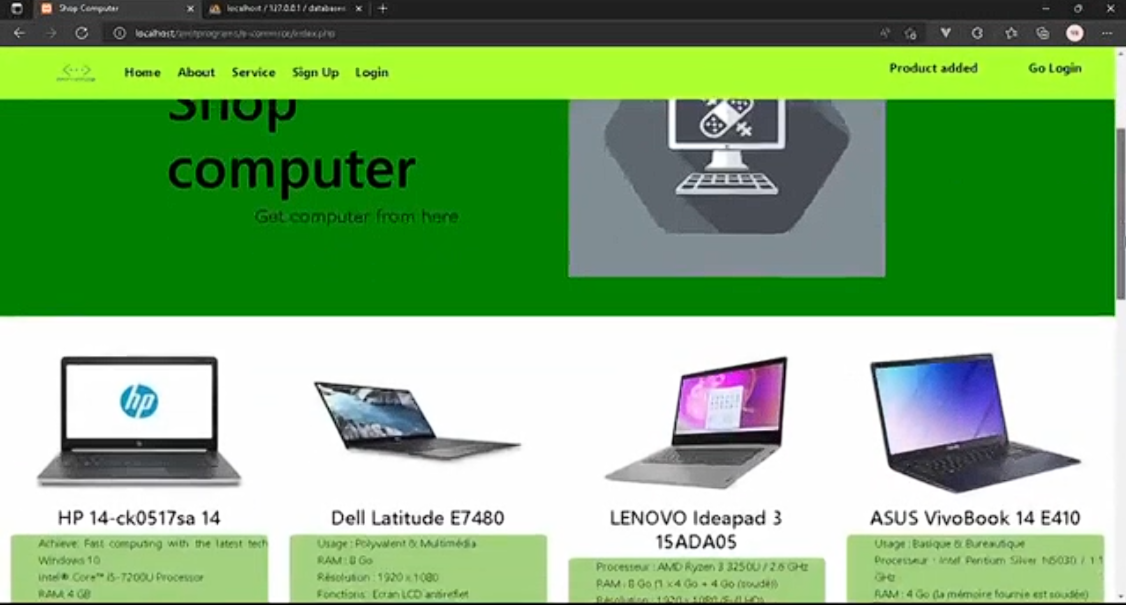 Shop Computer
localhost / 127.0.0.1 / databases
localhost/amitprograms/e-commrce/index.php
Home About Service Sign Up Login
Product added Go Login
Shop
computer
Get computer from here
hp
HP 14-ck0517sa 14
Achieve: Fast computing with the latest tech
Windows 10
Intel® Core™ i5-7200U Processor
RAM: 4 GB
Dell Latitude E7480
Usage : Polyvalent & Multimédia
RAM : 8 Go
Résolution : 1920 x 1080
Fonctions: Ecran LCD antireflet
LENOVO Ideapad 3
15ADA05
Processeur : AMD Ryzen 3 3250U / 2.6 GHz
RAM : 8 Go (1 x 4 Go + 4 Go (soudé))
Résolution : 1920 x 1080 (Full HD)
ASUS VivoBook 14 E410
Usage : Basique & Bureautique
Processeur : Intel Pentium Silver N5030 / 1.1
GHz
RAM : 4 Go (la mémoire fournie est soudée)